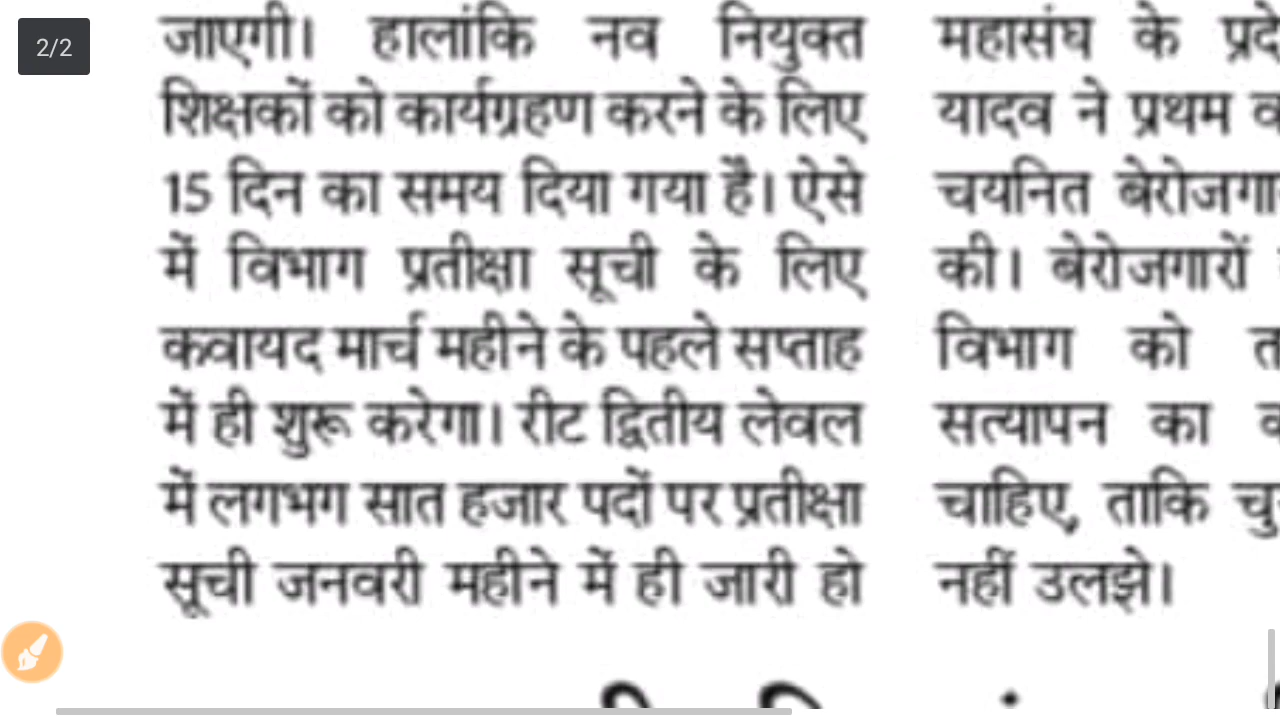 2/2
जाएगी। हालांकि नव नियुक्त
शिक्षकों को कार्यग्रहण करने के लिए
15 दिन का समय दिया गया है। ऐसे
में विभाग प्रतीक्षा सूची के लिए
कवायद मार्च महीने के पहले सप्ताह
में ही शुरू करेगा। रीट द्वितीय लेवल
में लगभग सात हजार पदों पर प्रतीक्षा
सूची जनवरी महीने में ही जारी हो
महासंघ के
यादव ने प्रथम
चयनित
की। बेरोजगारों
विभाग को
सत्यापन का
चाहिए, ताकि
नहीं उलझे।